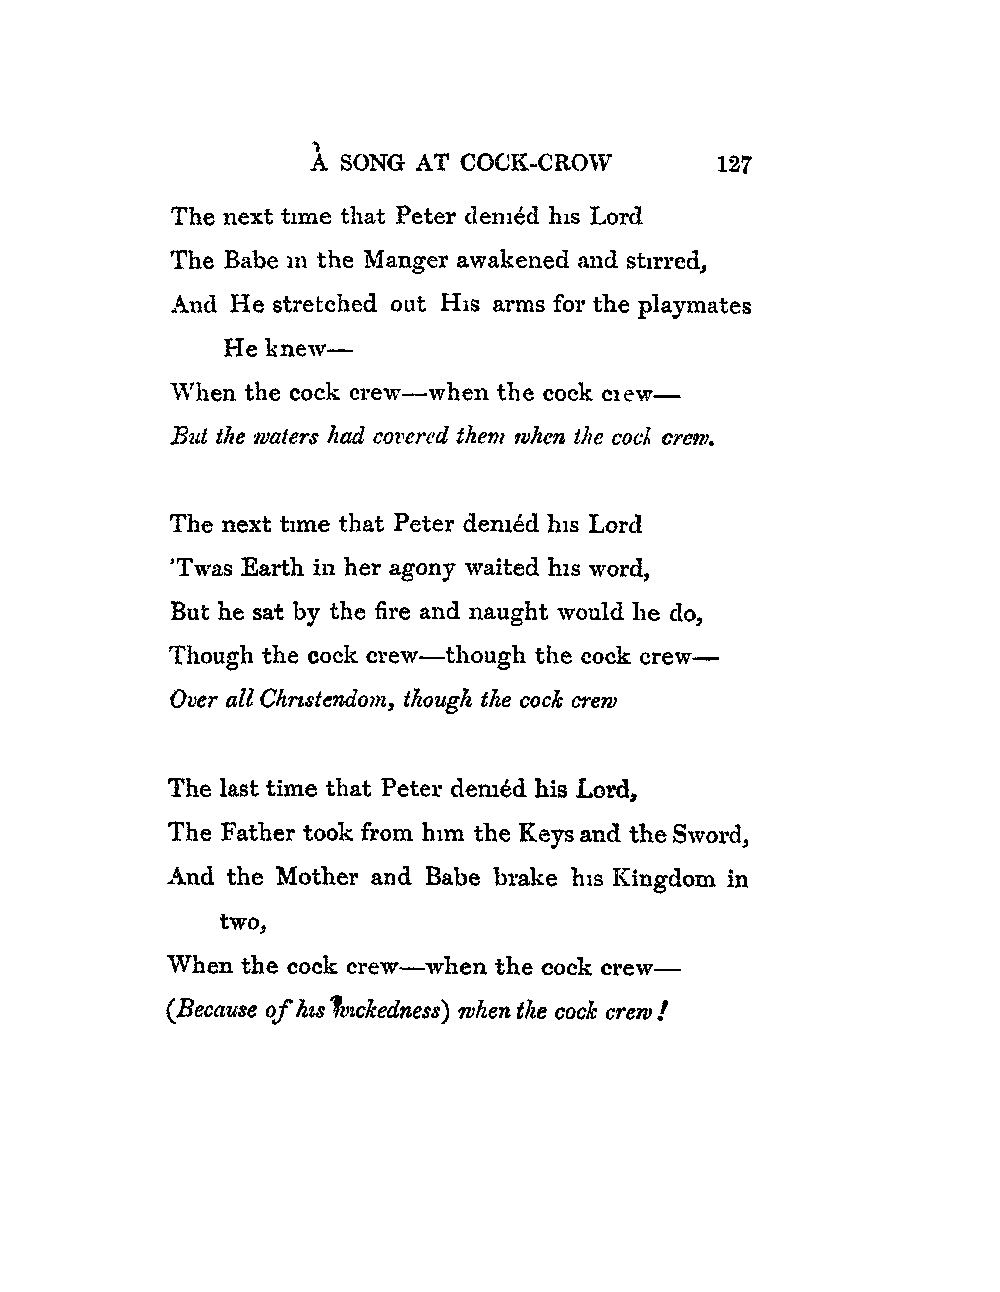 A SONG AT COCK-CROW 127
The next time that Peter deniéd his Lord
The Babe in the Manger awakened and stirred,
And He stretched out His arms for the playmates
He knew—
When the cock crew—when the cock crew—
But the waters had covered them when the cock crew.
The next time that Peter deniéd his Lord
’Twas Earth in her agony waited his word,
But he sat by the fire and naught would he do,
Though the cock crew—though the cock crew—
Over all Christendom, though the cock crew
The last time that Peter deniéd his Lord,
The Father took from him the Keys and the Sword,
And the Mother and Babe brake his Kingdom in
two,
When the cock crew—when the cock crew—
(Because of his wickedness) when the cock crew!